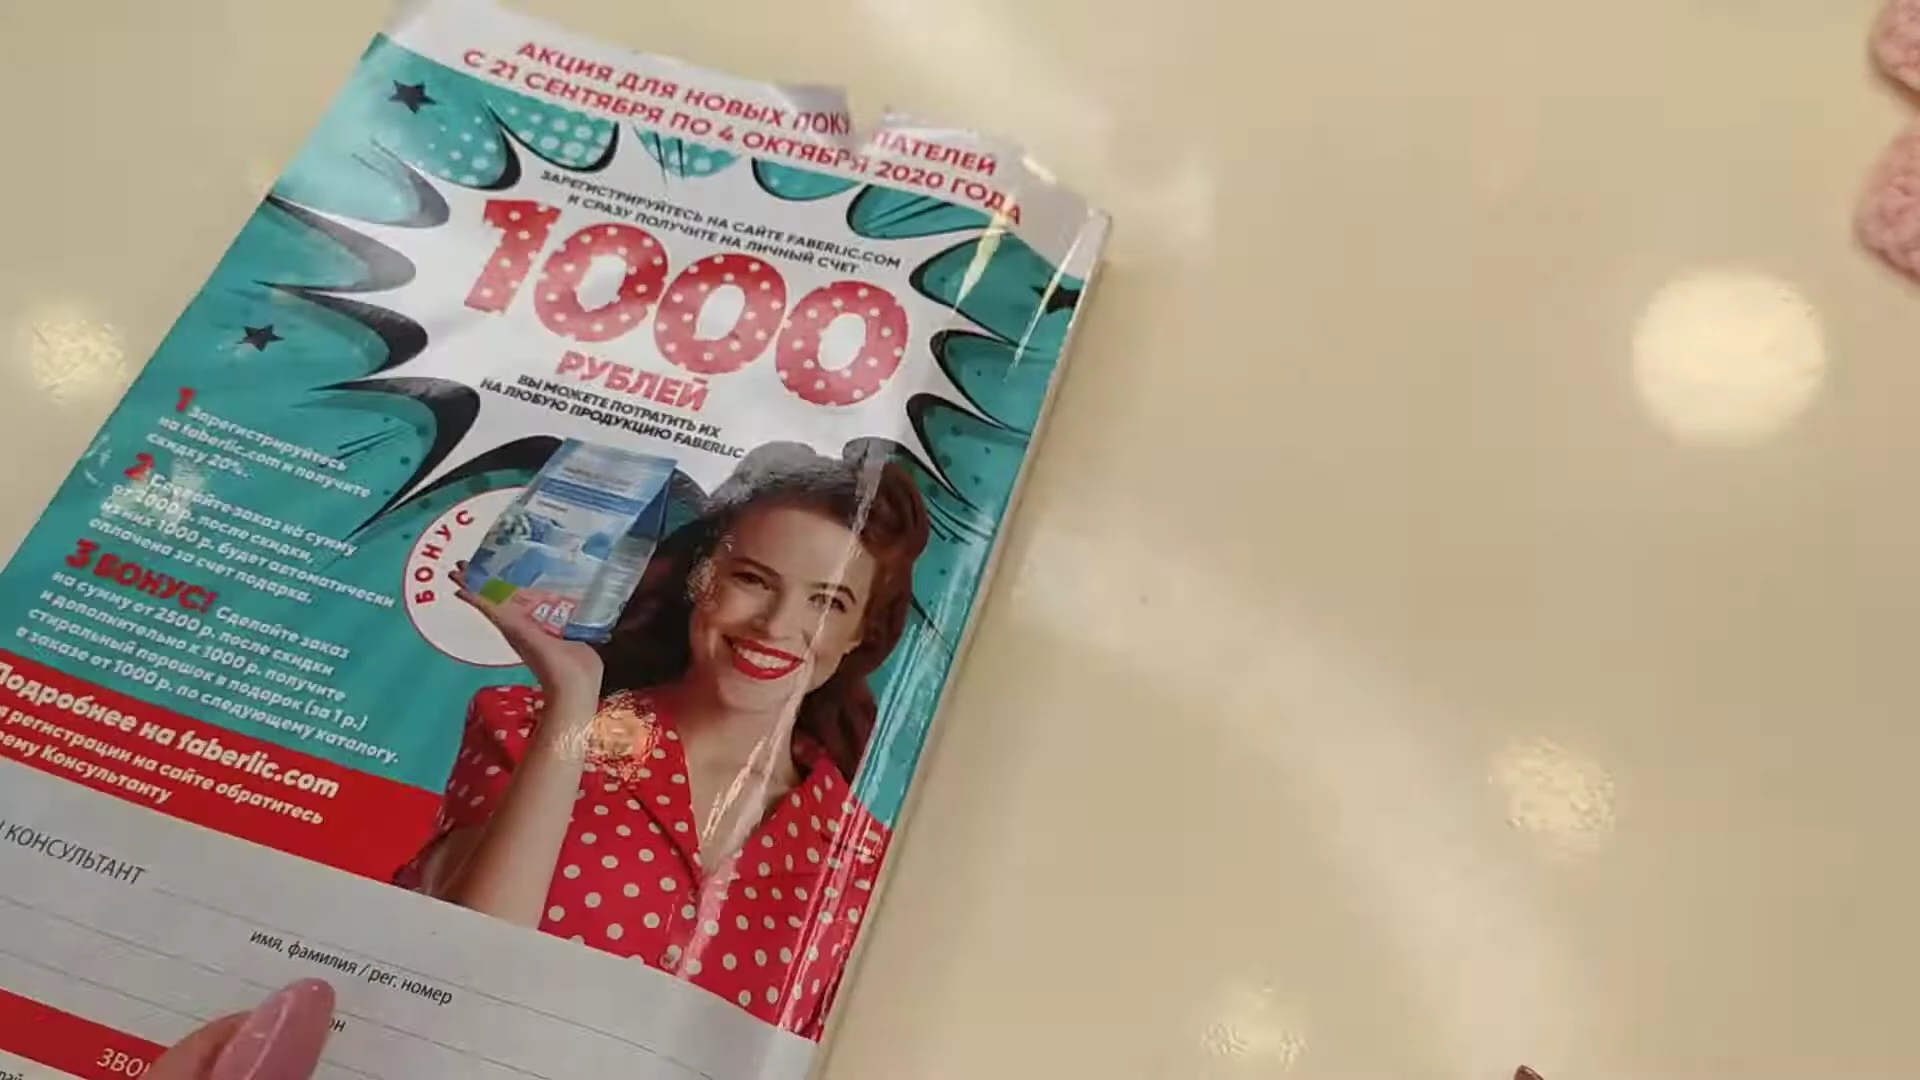 АКЦИЯ ДЛЯ НОВЫХ ПОКУПАТЕЛЕЙ
С 21 СЕНТЯБРЯ ПО 4 ОКТЯБРЯ 2020 ГОДА
ЗАРЕГИСТРИРУЙТЕСЬ НА САЙТЕ FABERLIC.COM
И СРАЗУ ПОЛУЧИТЕ НА ЛИЧНЫЙ СЧЕТ
1000
РУБЛЕЙ
ВЫ МОЖЕТЕ ПОТРАТИТЬ ИХ
НА ЛЮБУЮ ПРОДУКЦИЮ FABERLIC
1 Зарегистрируйтесь
на faberlic.com и получите
скидку 20%.
2 Сделайте заказ на сумму
от 2000 р. после скидки,
из них 1000 р. будет автоматически
оплачена за счет подарка.
3 БОНУС! Сделайте заказ
на сумму от 2500 р. после скидки
и дополнительно к 1000 р. получите
стиральный порошок в подарок (за 1 р.)
в заказе от 1000 р. по следующему каталогу.
БОНУС
Подробнее на faberlic.com
регистрации на сайте обратитесь
Консультанту
КОНСУЛЬТАНТ
имя, фамилия / рег. номер